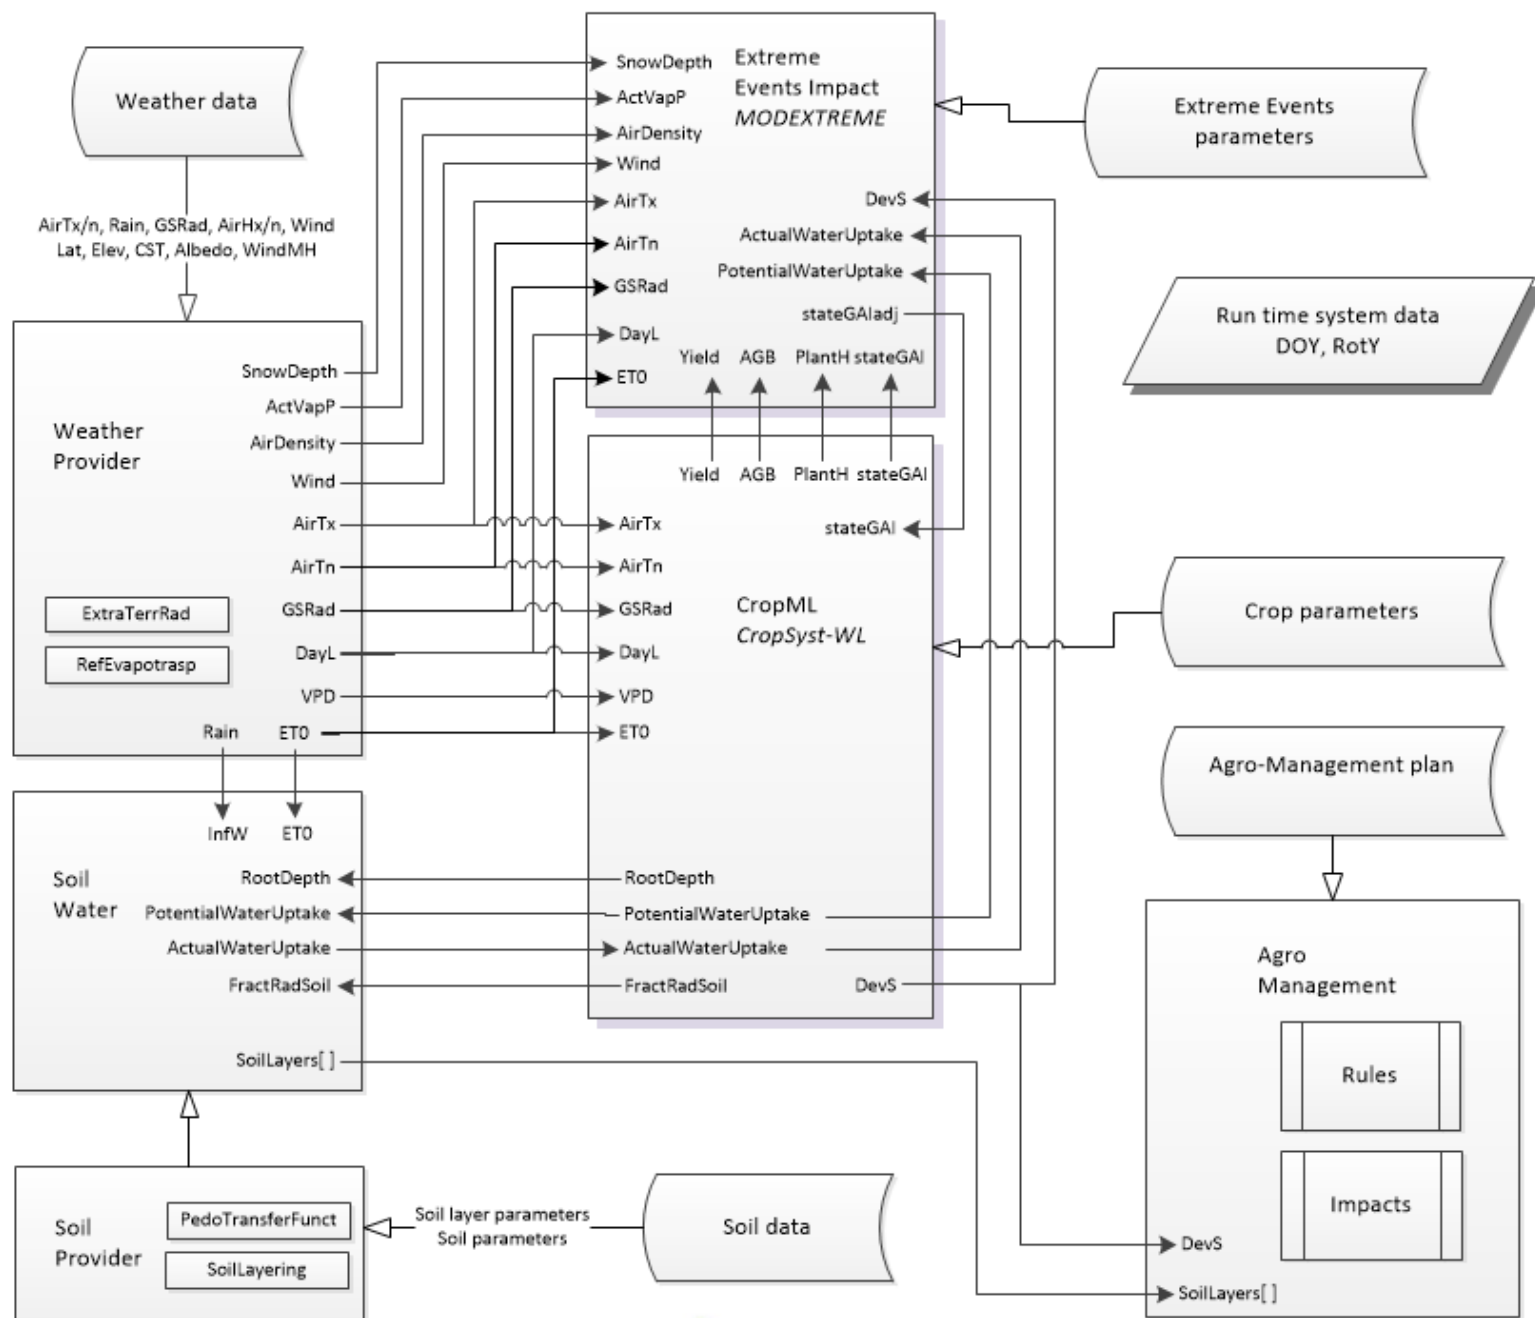 Weather data
AirTx/n, Rain, GSRad, AirHx/n, Wind
Lat, Elev, CST, Albedo, WindMH
Weather
Provider
SnowDepth
ActVapP
AirDensity
Wind
AirTx
AirTn
GSRad
DayL
VPD
Rain
ET0
ExtraTerrRad
RefEvapotrasp
SnowDepth
ActVapP
AirDensity
Wind
AirTx
AirTn
GSRad
DayL
ET0
Extreme
Events Impact
MODEXTREME
DevS
ActualWaterUptake
PotentialWaterUptake
stateGAIadj
Yield AGB PlantH stateGAI
Extreme Events
parameters
Run time system data
DOY, RotY
Yield AGB PlantH stateGAI
stateGAI
AirTx
AirTn
GSRad
DayL
VPD
ET0
CropML
CropSyst-WL
RootDepth
PotentialWaterUptake
ActualWaterUptake
FractRadSoil
DevS
Crop parameters
Agro-Management plan
InfW ET0
Soil
Water
RootDepth
PotentialWaterUptake
ActualWaterUptake
FractRadSoil
SoilLayers[ ]
Agro
Management
Rules
Impacts
DevS
SoilLayers[ ]
Soil
Provider
PedoTransferFunct
SoilLayering
Soil layer parameters
Soil parameters
Soil data